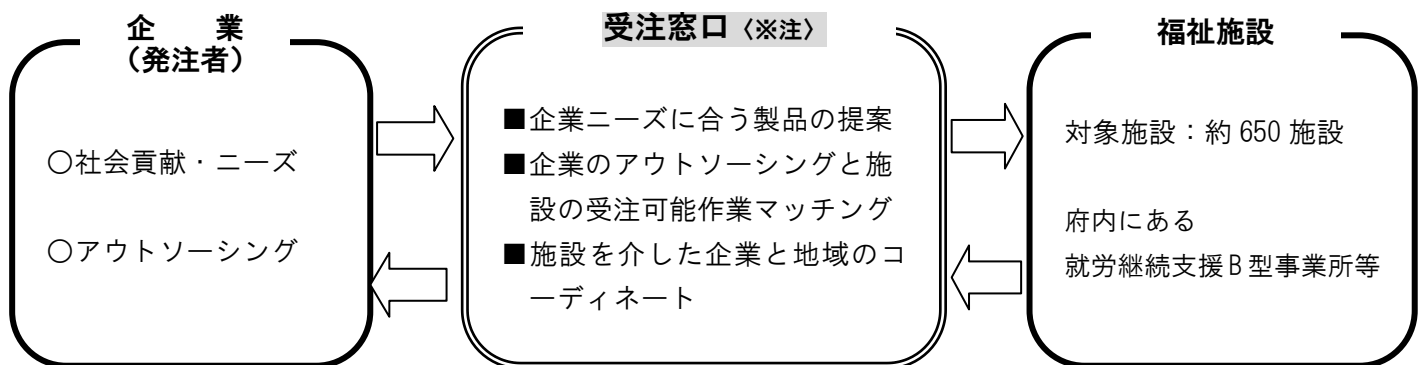 企　業
（発注者）
〇社会貢献・ニーズ
〇アウトソーシング
受注窓口〈※注〉
■企業ニーズに合う製品の提案
■企業のアウトソーシングと施
設の受注可能作業マッチング
■施設を介した企業と地域のコ
ーディネート
福祉施設
対象施設：約 650 施設
府内にある
就労継続支援Ｂ型事業所等